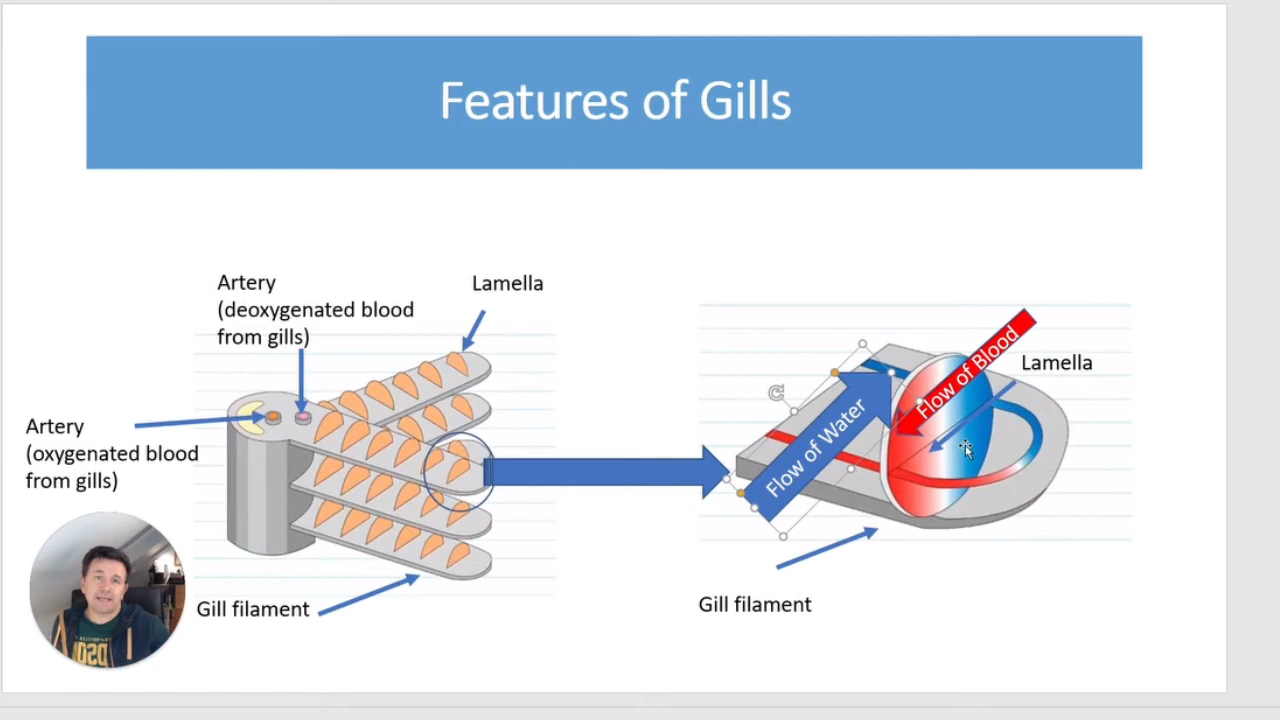 Features of Gills
Artery
(deoxygenated blood
from gills)
Lamella
Artery
(oxygenated blood
from gills)
Gill filament
Flow of Water
Flow of Blood
Lamella
Gill filament